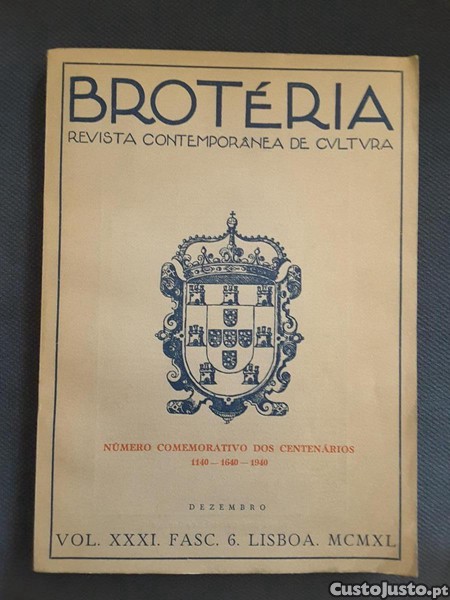 BROTÉRIA
REVISTA CONTEMPORÂNEA DE CVLTVRA
NÚMERO COMEMORATIVO DOS CENTENÁRIOS
1140 — 1640 — 1940
DEZEMBRO
VOL. XXXI. FASC. 6. LISBOA. MCMXL
CustoJusto.pt